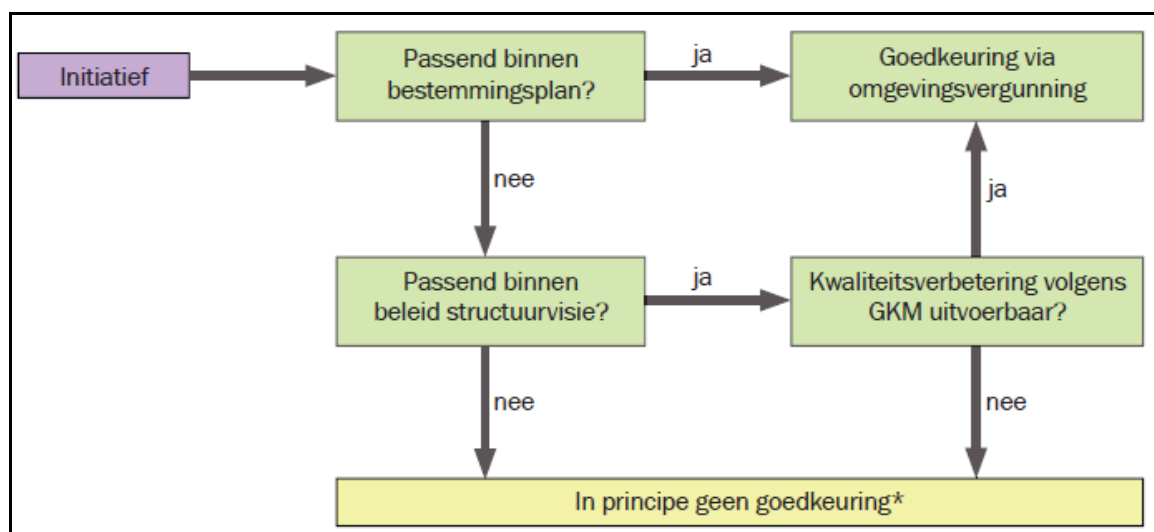 Initiatief
Passend binnen
bestemmingsplan?
ja
Goedkeuring via
omgevingsvergunning
nee
ja
Passend binnen
beleid structuurvisie?
ja
Kwaliteitsverbetering volgens
GKM uitvoerbaar?
nee
nee
In principe geen goedkeuring*